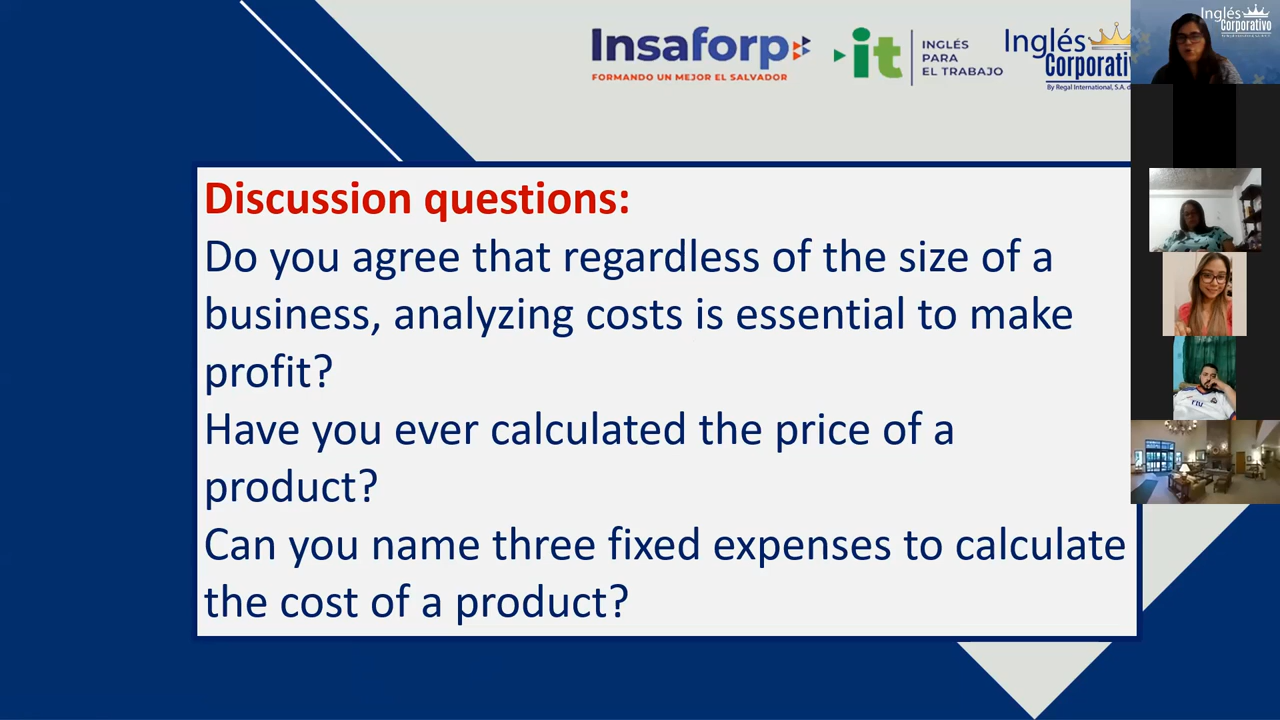 Insaforp
FORMANDO UN MEJOR EL SALVADOR
it
INGLÉS
PARA
EL TRABAJO
Inglés
Corporativ
By Regal International, S.A. d
Inglés
Corporativo
Discussion questions:
Do you agree that regardless of the size of a
business, analyzing costs is essential to make
profit?
Have you ever calculated the price of a
product?
Can you name three fixed expenses to calculate
the cost of a product?